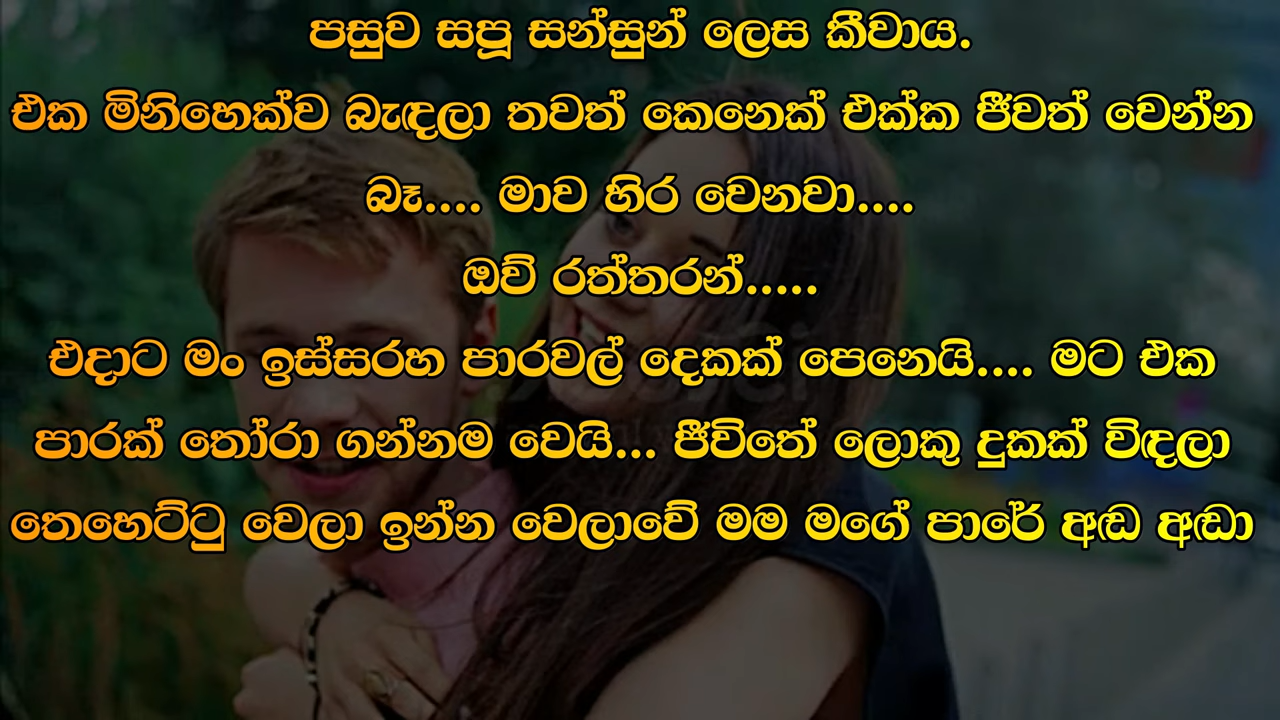 පසුව සපූ සන්සුන් ලෙස කීවාය.
එක මිනිහෙක්ව බැඳලා තවත් කෙනෙක් එක්ක ජීවත් වෙන්න
බෑ.... මාව හිර වෙනවා....
ඔව් රත්තරන්.....
එදාට මං ඉස්සරහ පාරවල් දෙකක් පෙනෙයි.... මට එක
පාරක් තෝරා ගන්නම වෙයි... ජීවිතේ ලොකු දුකක් විඳලා
තෙහෙට්ටු වෙලා ඉන්න වෙලාවේ මම මගේ පාරේ අඬ අඬා